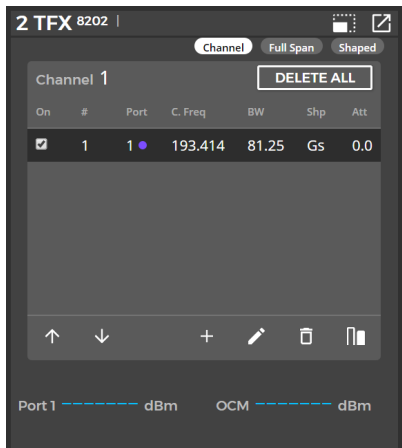 2 TFX 8202 |
Channel Full Span Shaped
Channel 1 DELETE ALL
On # Port C. Freq BW Shp Att
1 1 193.414 81.25 Gs 0.0
Port 1 ------- dBm OCM ------- dBm